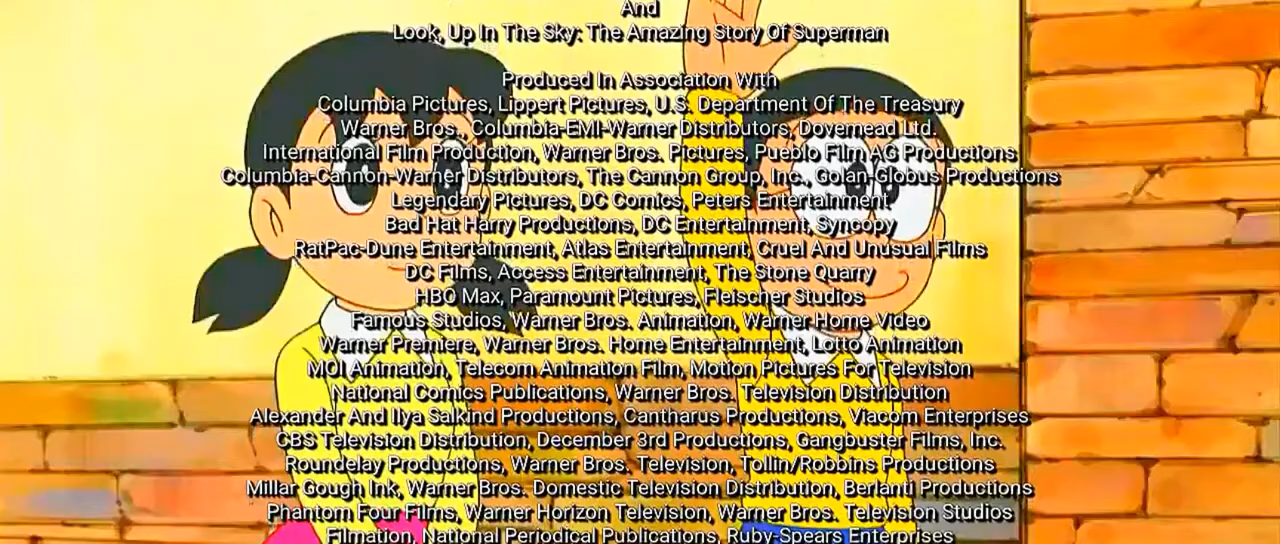 And
Look, Up In The Sky: The Amazing Story Of Superman
Produced In Association With
Columbia Pictures, Lippert Pictures, U.S. Department Of The Treasury
Warner Bros., Columbia-EMI-Warner Distributors, Dovemead Ltd.
International Film Production, Warner Bros. Pictures, Pueblo Film AG Productions
Columbia-Cannon-Warner Distributors, The Cannon Group, Inc., Golan-Globus Productions
Legendary Pictures, DC Comics, Peters Entertainment
Bad Hat Harry Productions, DC Entertainment, Syncopy
RatPac-Dune Entertainment, Atlas Entertainment, Cruel And Unusual Films
DC Films, Access Entertainment, The Stone Quarry
HBO Max, Paramount Pictures, Fleischer Studios
Famous Studios, Warner Bros. Animation, Warner Home Video
Warner Premiere, Warner Bros. Home Entertainment, Lotto Animation
MOI Animation, Telecom Animation Film, Motion Pictures For Television
National Comics Publications, Warner Bros. Television Distribution
Alexander And Ilya Salkind Productions, Cantharus Productions, Viacom Enterprises
CBS Television Distribution, December 3rd Productions, Gangbuster Films, Inc.
Roundelay Productions, Warner Bros. Television, Tollin/Robbins Productions
Millar Gough Ink, Warner Bros. Domestic Television Distribution, Berlanti Productions
Phantom Four Films, Warner Horizon Television, Warner Bros. Television Studios
Filmation, National Periodical Publications, Ruby-Spears Enterprises